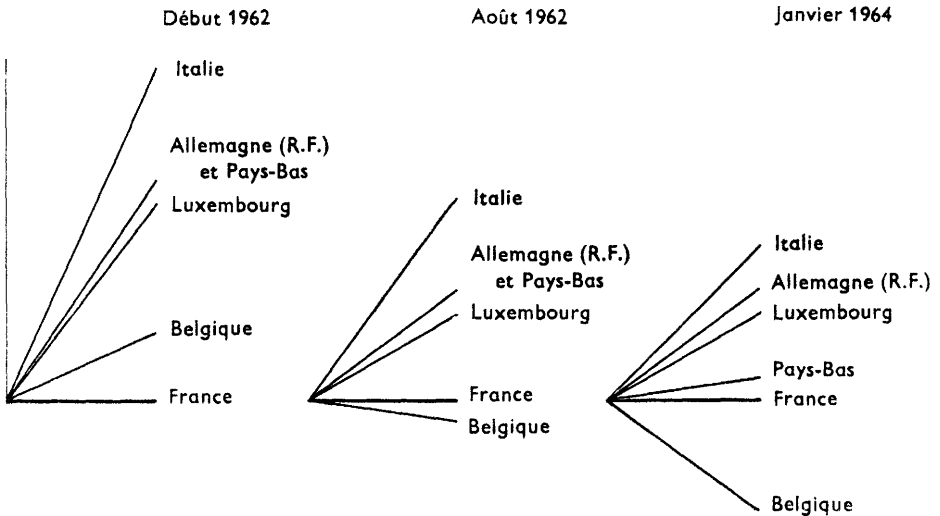 Début 1962
Italie
Allemagne (R.F.)
et Pays-Bas
Luxembourg
Belgique
France
Août 1962
Italie
Allemagne (R.F.)
et Pays-Bas
Luxembourg
France
Belgique
Janvier 1964
Italie
Allemagne (R.F.)
Luxembourg
Pays-Bas
France
Belgique